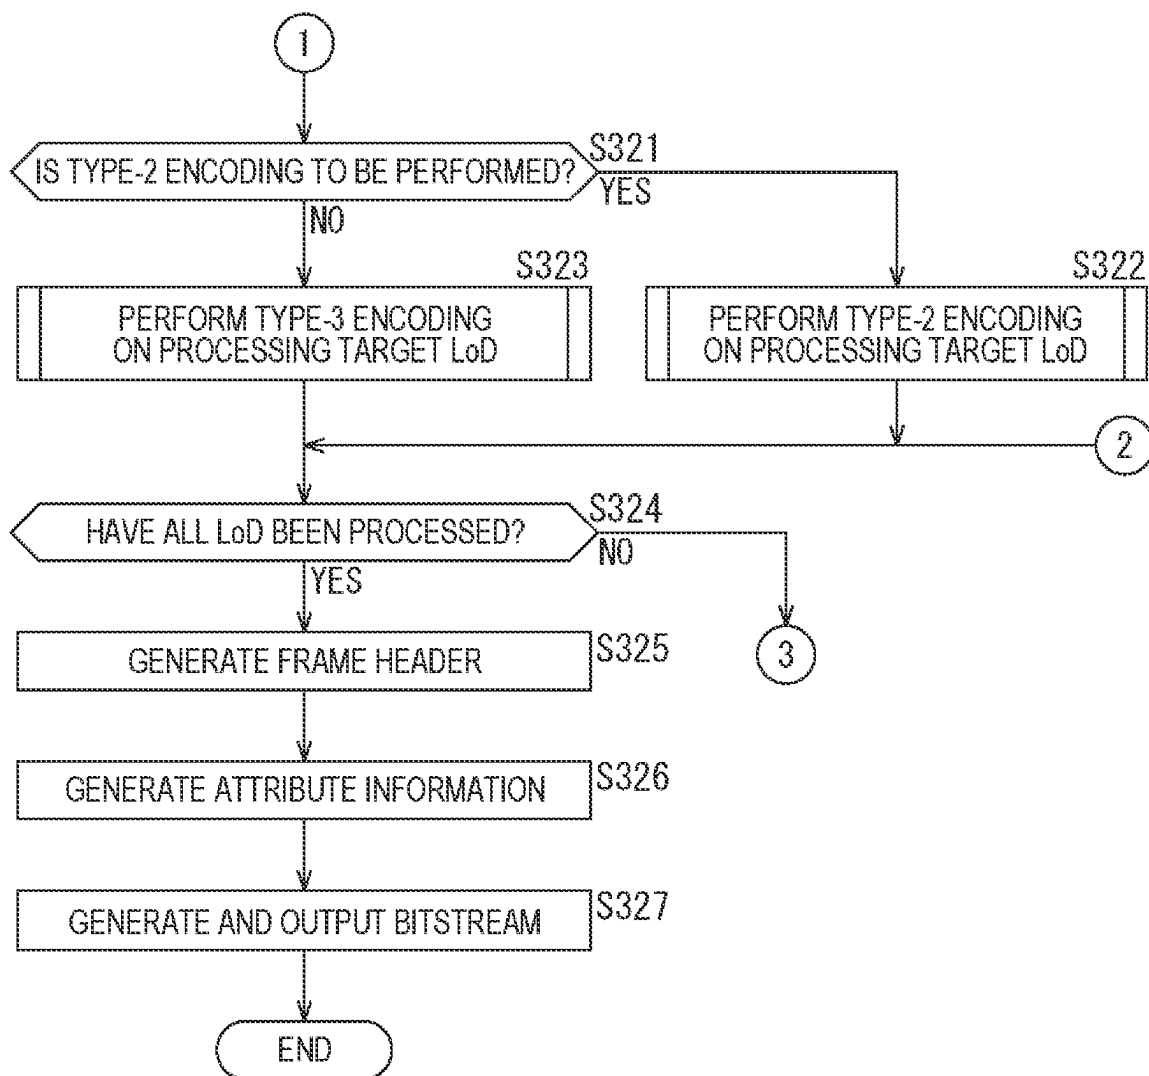 1
IS TYPE-2 ENCODING TO BE PERFORMED?
S321
YES
NO
S323
PERFORM TYPE-3 ENCODING
ON PROCESSING TARGET LoD
S322
PERFORM TYPE-2 ENCODING
ON PROCESSING TARGET LoD
2
HAVE ALL LoD BEEN PROCESSED?
S324
NO
YES
3
GENERATE FRAME HEADER
S325
GENERATE ATTRIBUTE INFORMATION
S326
GENERATE AND OUTPUT BITSTREAM
S327
END